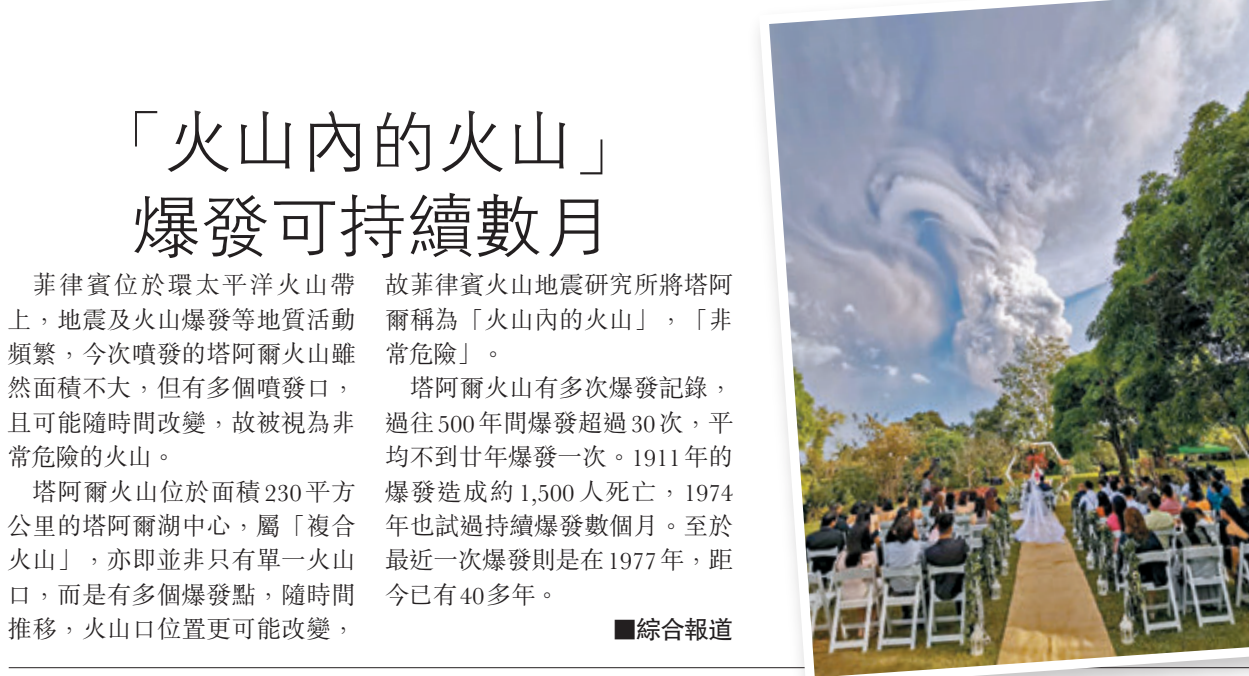 「火山內的火山」
爆發可持續數月
菲律賓位於環太平洋火山帶
上，地震及火山爆發等地質活動
頻繁，今次噴發的塔阿爾火山雖
然面積不大，但有多個噴發口，
且可能隨時間改變，故被視為非
常危險的火山。
塔阿爾火山位於面積230平方
公里的塔阿爾湖中心，屬「複合
火山」，亦即並非只有單一火山
口，而是有多個爆發點，隨時間
推移，火山口位置更可能改變，
故菲律賓火山地震研究所將塔阿
爾稱為「火山內的火山」，「非
常危險」。
塔阿爾火山有多次爆發記錄，
過往500年間爆發超過30次，平
均不到廿年爆發一次。1911年的
爆發造成約1,500人死亡，1974
年也試過持續爆發數個月。至於
最近一次爆發則是在1977年，距
今已有40多年。
■綜合報道